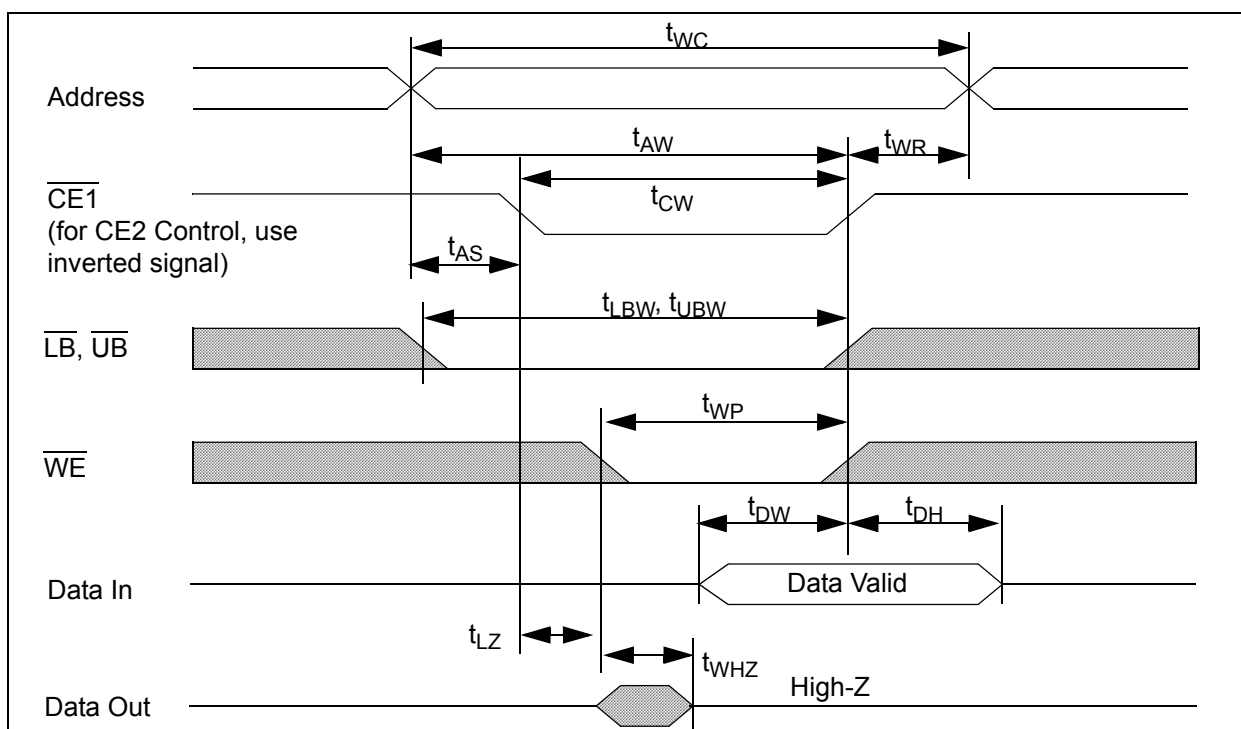 tWC
Address
tAW
tWR
CE1
(for CE2 Control, use
inverted signal)
tCW
tAS
tLBW, tUBW
LB, UB
tWP
WE
tDW
tDH
Data In
Data Valid
tLZ
tWHZ
High-Z
Data Out